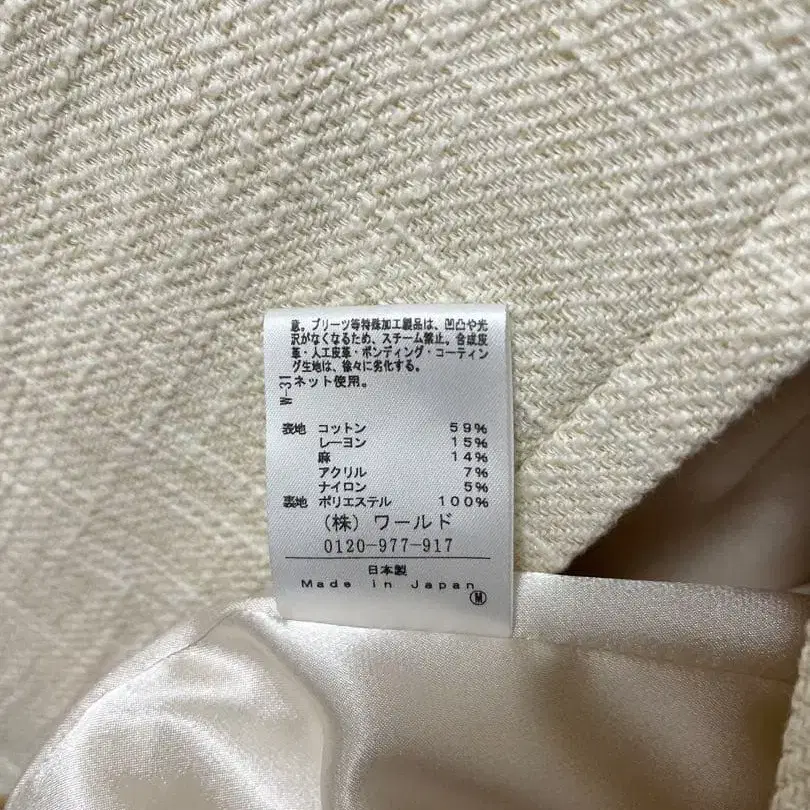 意。プリーツ等特殊加工製品は、凹凸や光
沢がなくなるため、スチーム禁止。合成皮
革・人工皮革・ボンディング・コーティン
グ生地は、徐々に劣化する。
ネット使用。
W-31
表地 コットン 59%
レーヨン 15%
麻 14%
アクリル 7%
ナイロン 5%
裏地 ポリエステル 100%
(株) ワールド
0120-977-917
日本製
Made in Japan
M